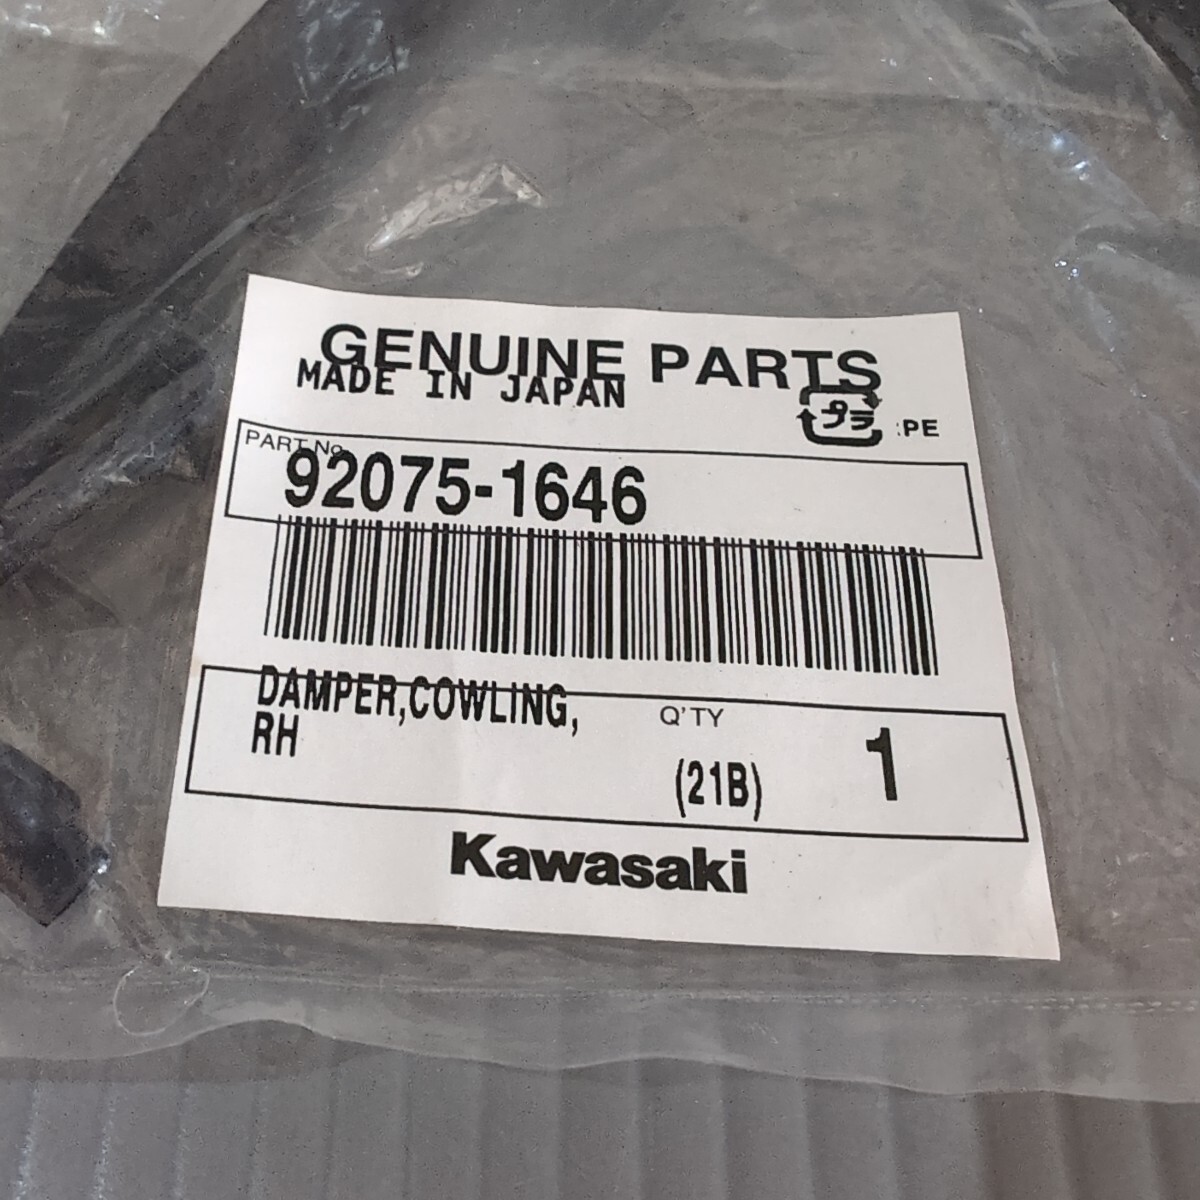 GENUINE PARTS
MADE IN JAPAN
プラ :PE
PART No.
92075-1646
DAMPER,COWLING,
RH
Q'TY
(21B) 1
Kawasaki